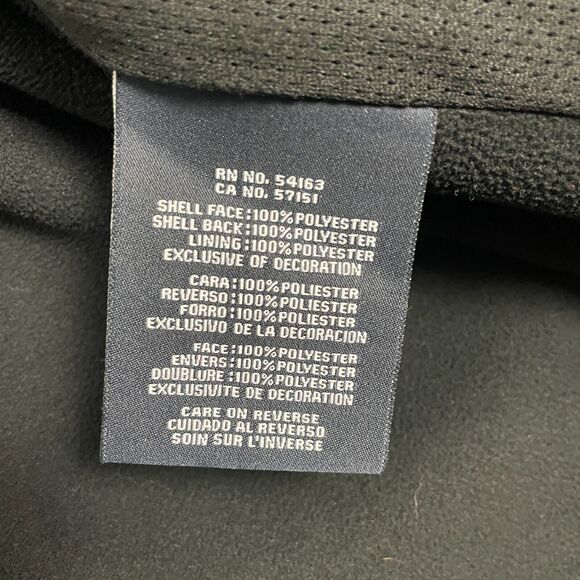 RN NO. 54163
CA NO. 57151
SHELL FACE:100%POLYESTER
SHELL BACK:100%POLYESTER
LINING:100%POLYESTER
EXCLUSIVE OF DECORATION
CARA:100%POLIESTER
REVERSO:100%POLIESTER
FORRO:100%POLIESTER
EXCLUSIVO DE LA DECORACION
FACE:100%POLYESTER
ENVERS:100%POLYESTER
DOUBLURE:100%POLYESTER
EXCLUSIVITE DE DECORATION
CARE ON REVERSE
CUIDADO AL REVERSO
SOIN SUR L'INVERSE